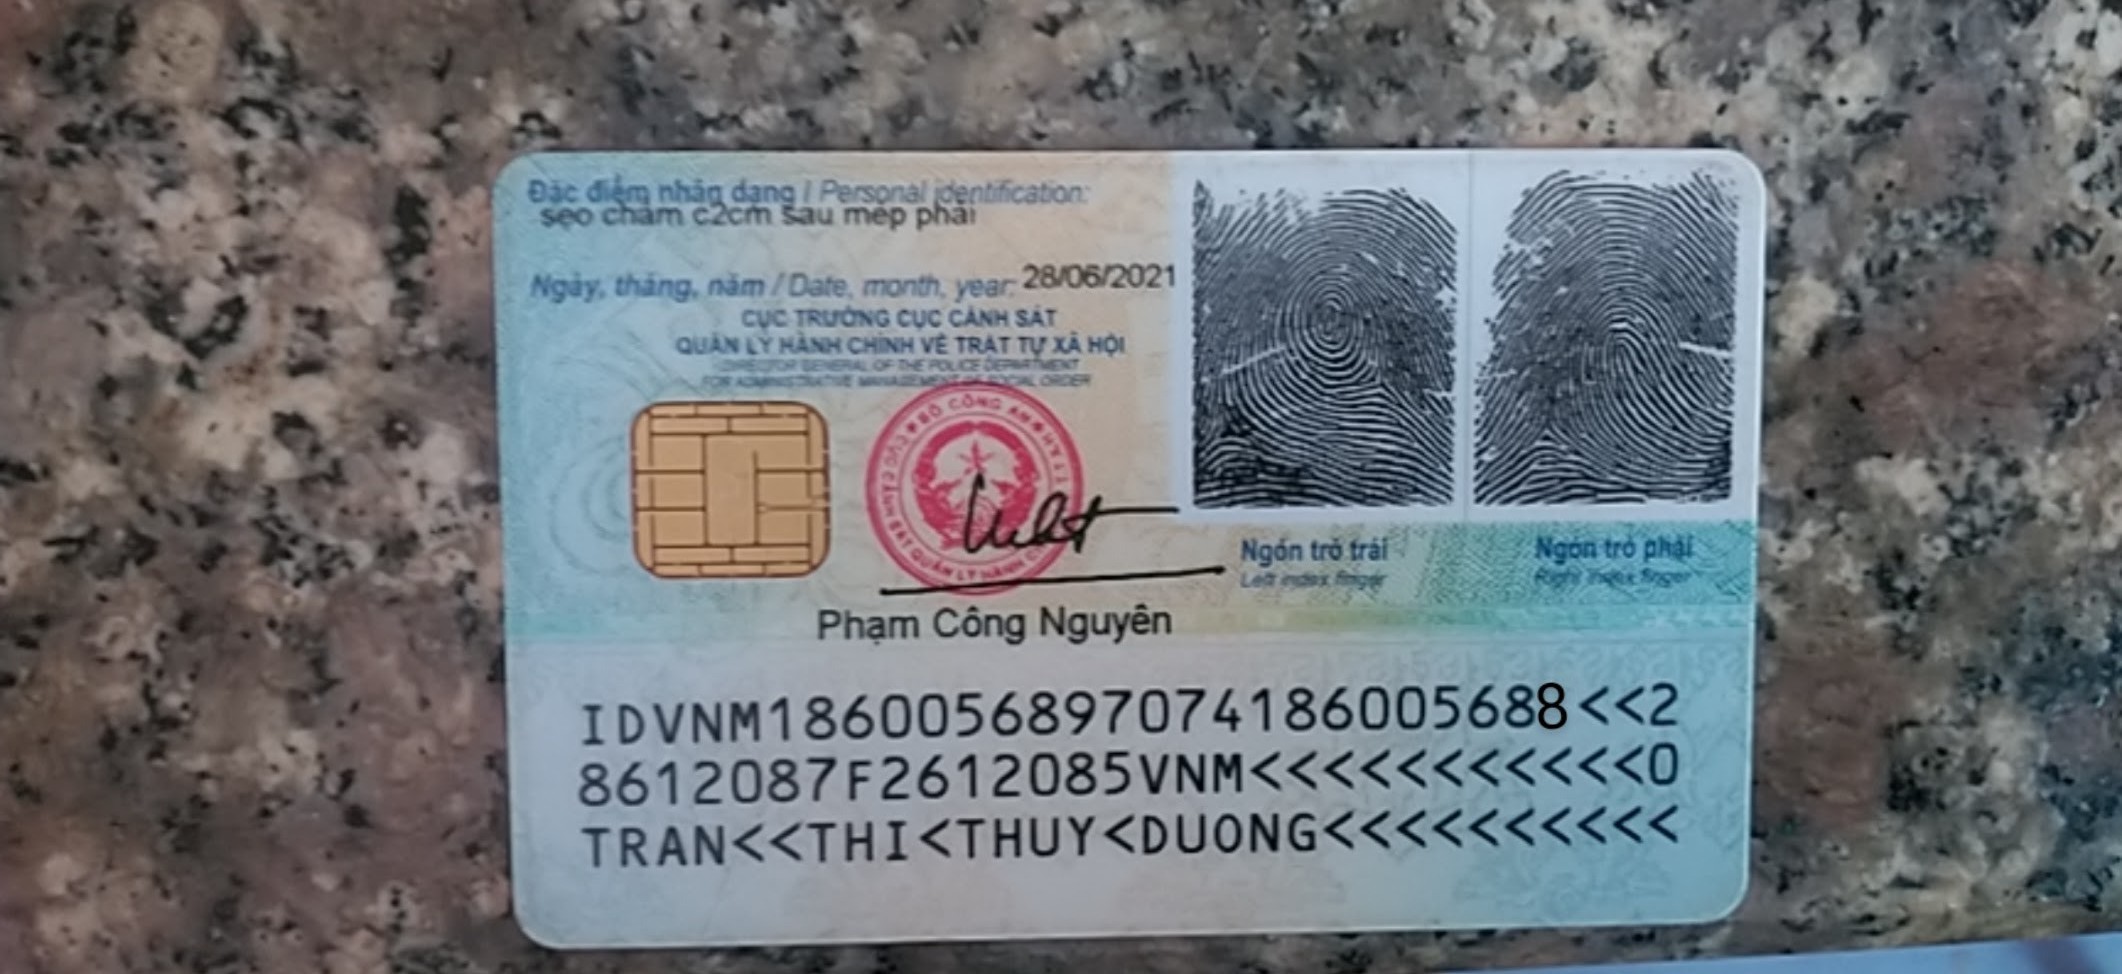 Đặc điểm nhân dạng / Personal identification:
sẹo chấm c2cm sau mép phải
Ngày, tháng, năm / Date, month, year: 28/06/2021
CỤC TRƯỞNG CỤC CẢNH SÁT
QUẢN LÝ HÀNH CHÍNH VỀ TRẬT TỰ XÃ HỘI
DIRECTOR GENERAL OF THE POLICE DEPARTMENT
FOR ADMINISTRATIVE MANAGEMENT OF SOCIAL ORDER
BỘ CÔNG AN
Ngón trỏ trái
Left index finger
Ngón trỏ phải
Right index finger
Phạm Công Nguyên
IDVNM1860056897074186005688<<2
8612087F2612085VNM<<<<<<<<<<<0
TRAN<<THI<THUY<DUONG<<<<<<<<<<